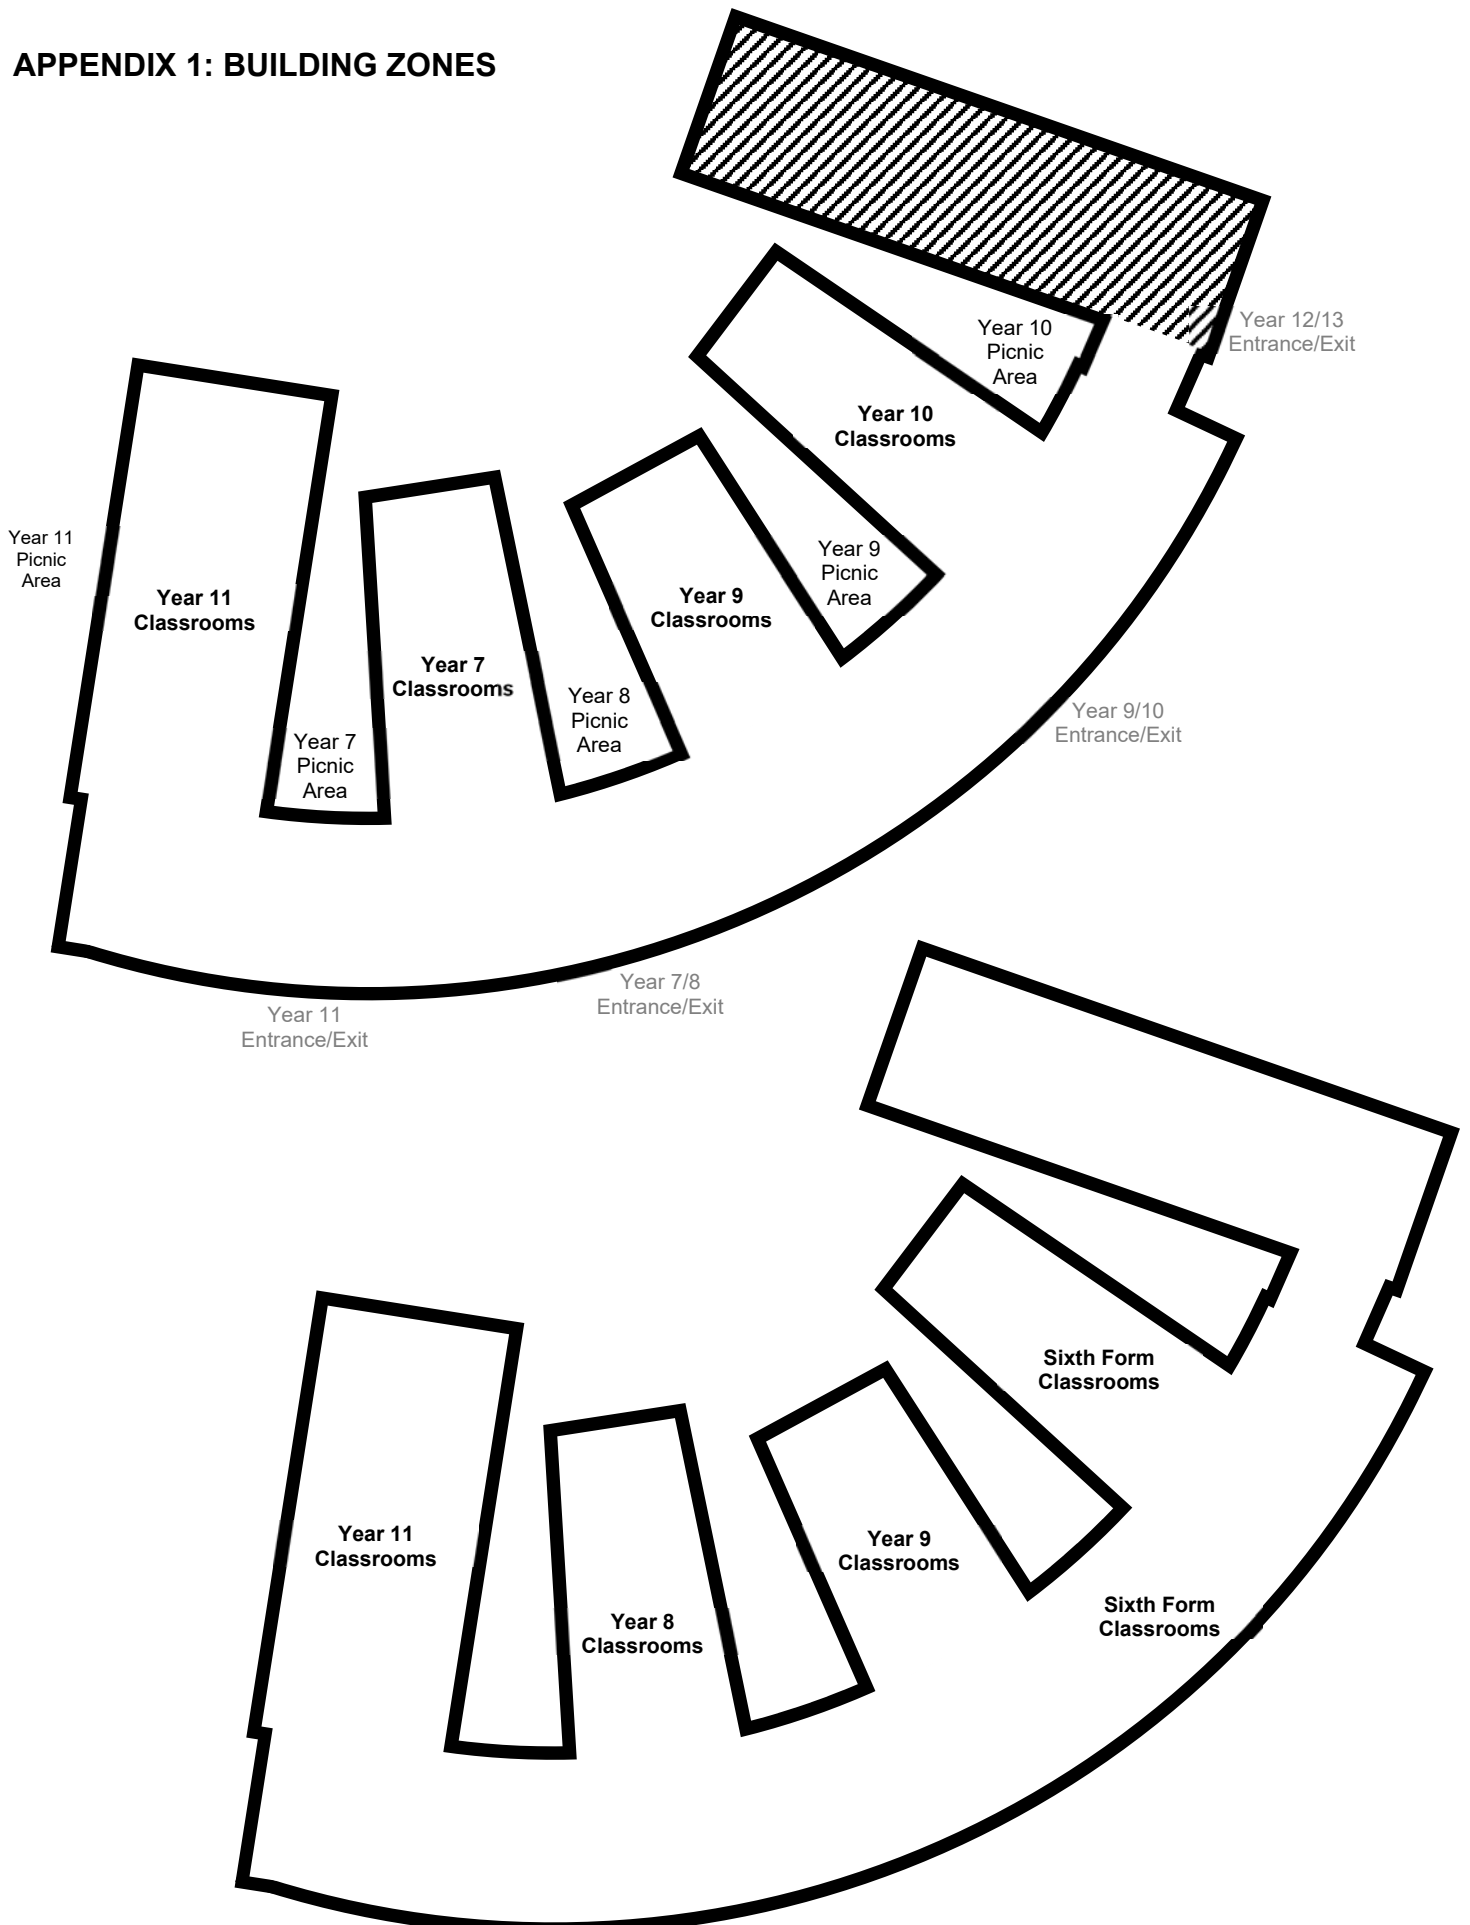 APPENDIX 1: BUILDING ZONES
Year 12/13
Entrance/Exit
Year 10
Picnic
Area
Year 10
Classrooms
Year 11
Picnic
Area
Year 11
Classrooms
Year 9
Picnic
Area
Year 9
Classrooms
Year 7
Classrooms
Year 8
Picnic
Area
Year 7
Picnic
Area
Year 9/10
Entrance/Exit
Year 7/8
Entrance/Exit
Year 11
Entrance/Exit
Sixth Form
Classrooms
Year 11
Classrooms
Year 9
Classrooms
Year 8
Classrooms
Sixth Form
Classrooms